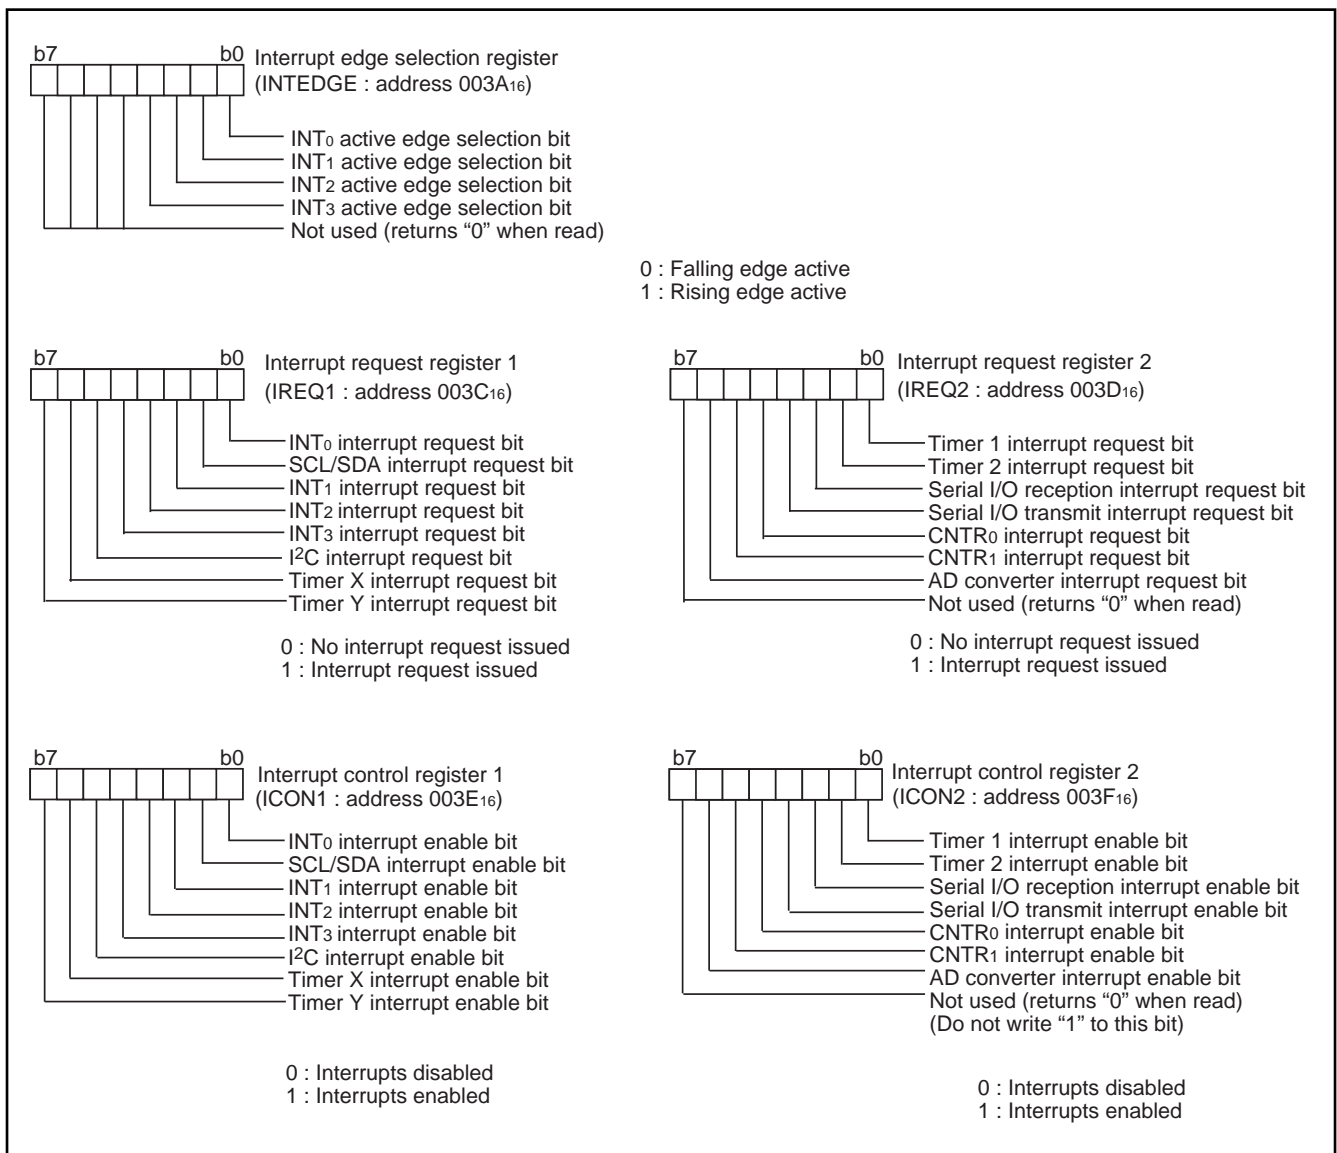 b7 b0 Interrupt edge selection register
(INTEDGE : address 003A16)
INT0 active edge selection bit
INT1 active edge selection bit
INT2 active edge selection bit
INT3 active edge selection bit
Not used (returns “0” when read)
0 : Falling edge active
1 : Rising edge active
b7 b0 Interrupt request register 1
(IREQ1 : address 003C16)
INT0 interrupt request bit
SCL/SDA interrupt request bit
INT1 interrupt request bit
INT2 interrupt request bit
INT3 interrupt request bit
I2C interrupt request bit
Timer X interrupt request bit
Timer Y interrupt request bit
0 : No interrupt request issued
1 : Interrupt request issued
b7 b0 Interrupt request register 2
(IREQ2 : address 003D16)
Timer 1 interrupt request bit
Timer 2 interrupt request bit
Serial I/O reception interrupt request bit
Serial I/O transmit interrupt request bit
CNTR0 interrupt request bit
CNTR1 interrupt request bit
AD converter interrupt request bit
Not used (returns “0” when read)
0 : No interrupt request issued
1 : Interrupt request issued
b7 b0 Interrupt control register 1
(ICON1 : address 003E16)
INT0 interrupt enable bit
SCL/SDA interrupt enable bit
INT1 interrupt enable bit
INT2 interrupt enable bit
INT3 interrupt enable bit
I2C interrupt enable bit
Timer X interrupt enable bit
Timer Y interrupt enable bit
0 : Interrupts disabled
1 : Interrupts enabled
b7 b0 Interrupt control register 2
(ICON2 : address 003F16)
Timer 1 interrupt enable bit
Timer 2 interrupt enable bit
Serial I/O reception interrupt enable bit
Serial I/O transmit interrupt enable bit
CNTR0 interrupt enable bit
CNTR1 interrupt enable bit
AD converter interrupt enable bit
Not used (returns “0” when read)
(Do not write “1” to this bit)
0 : Interrupts disabled
1 : Interrupts enabled